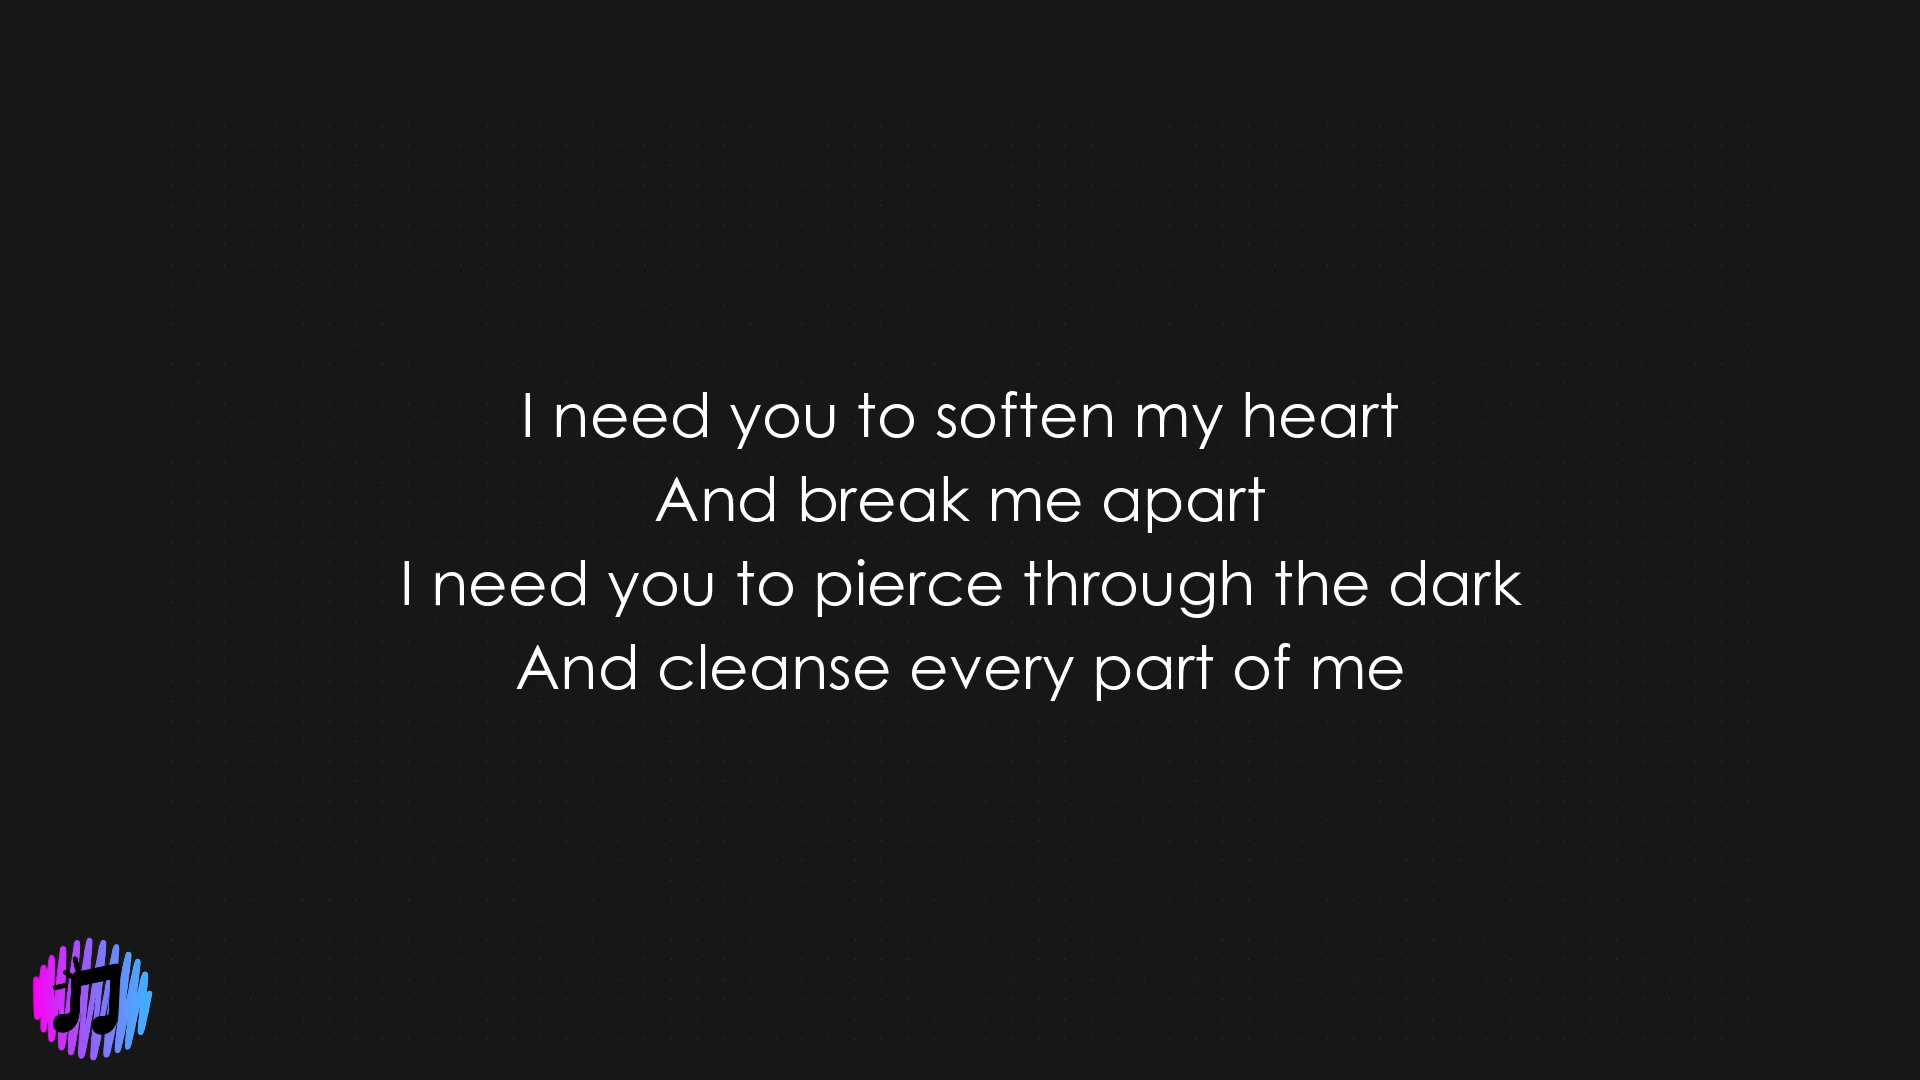 I need you to soften my heart
And break me apart
I need you to pierce through the dark
And cleanse every part of me